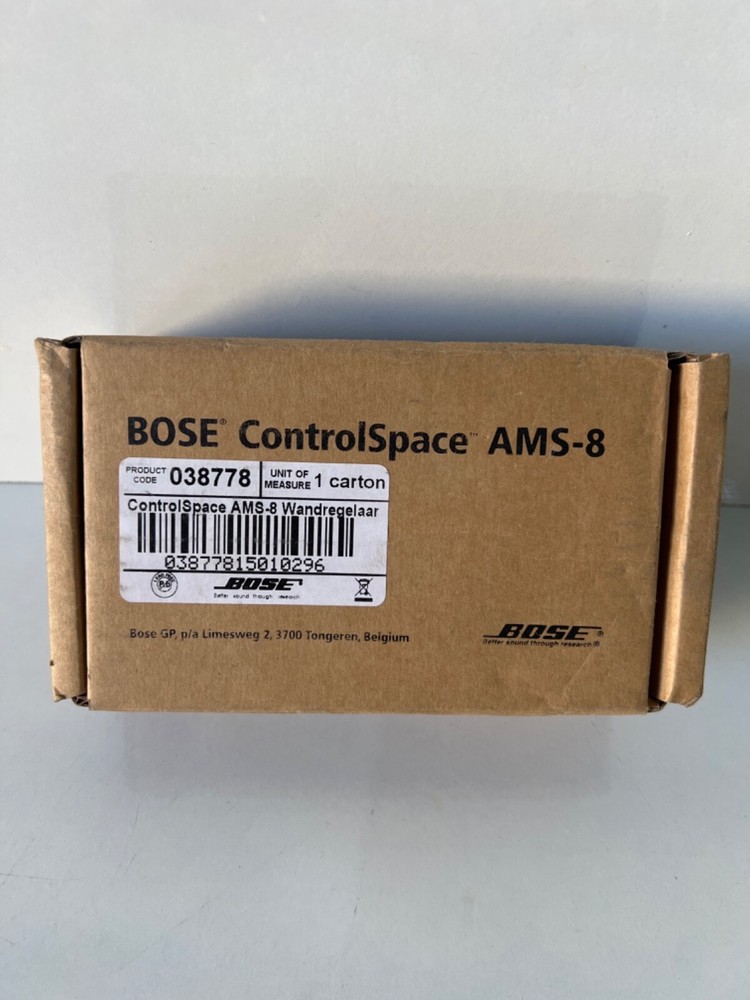 BOSE® ControlSpace™ AMS-8
PRODUCT CODE 038778 UNIT OF MEASURE 1 carton
ControlSpace AMS-8 Wandregelaar
03877815010296
BOSE
Better sound through research
Bose GP, p/a Limesweg 2, 3700 Tongeren, Belgium
BOSE®
Better sound through research®